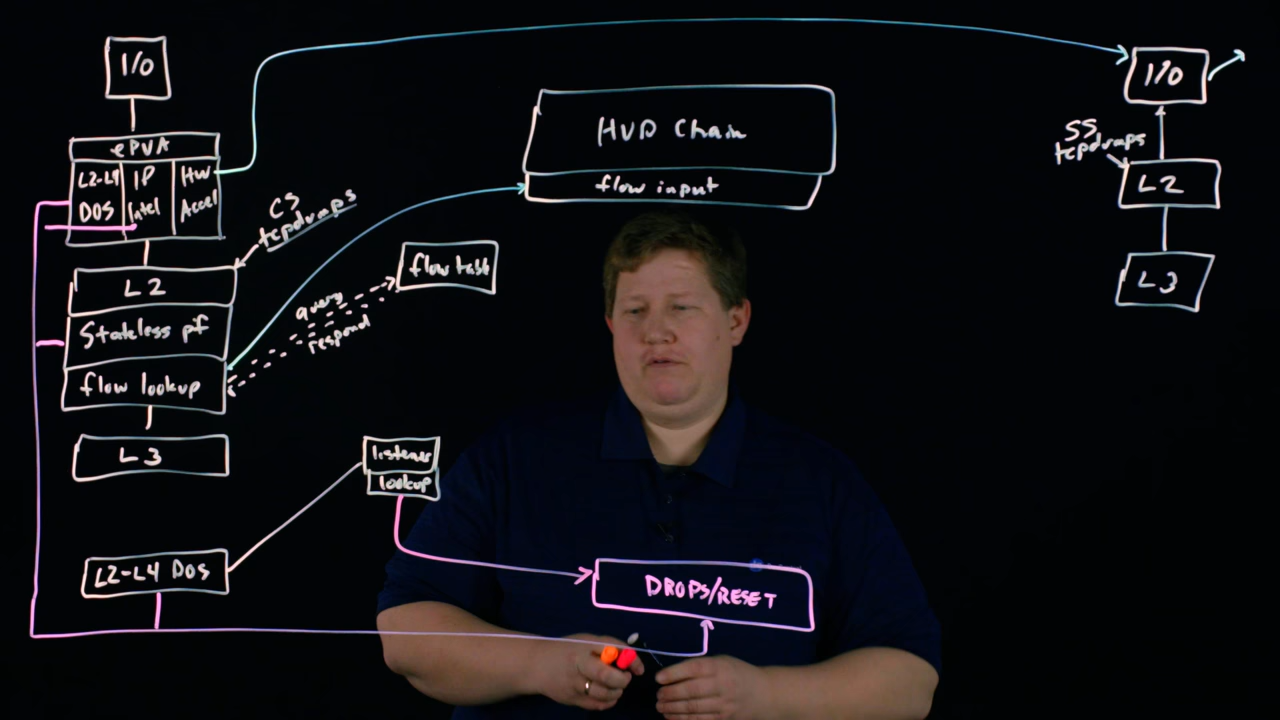 I/O
ePVA
L2-L4
DOS
IP
Intel
HW
Accel
CS
tcpdumps
L2
Stateless pf
flow lookup
L3
query
respond
flow table
HUD Chain
flow input
listener
lookup
L2-L4 DOS
DROPS/RESET
I/O
SS
tcpdumps
L2
L3